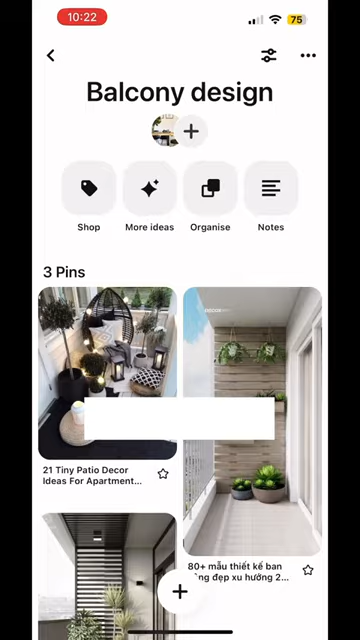 10:22
75
Balcony design
Shop
More ideas
Organise
Notes
3 Pins
21 Tiny Patio Decor
Ideas For Apartment...
80+ mẫu thiết kế ban
đẹp xu hướng 2...